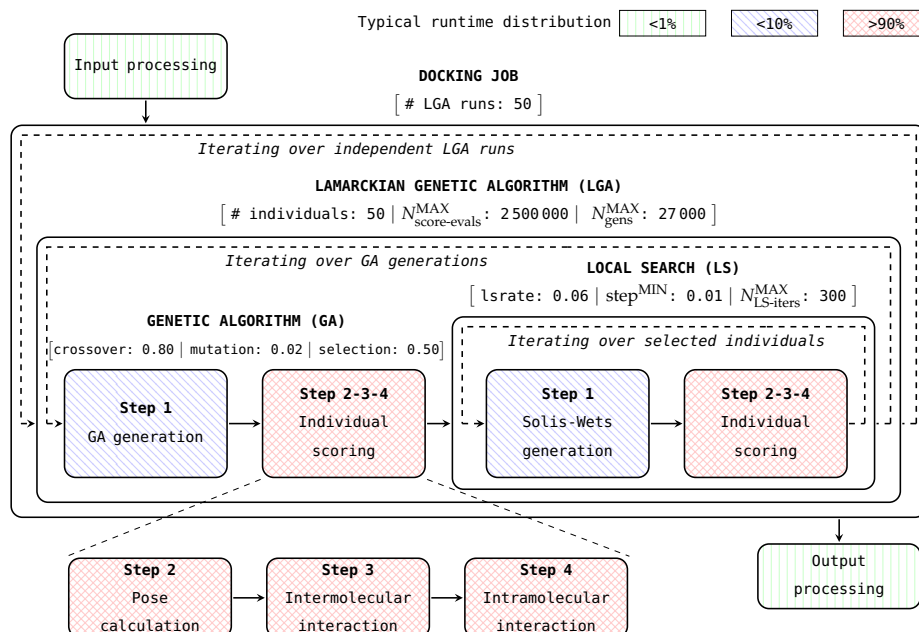 Typical runtime distribution <1% <10% >90%
Input processing
DOCKING JOB
[ # LGA runs: 50 ]
Iterating over independent LGA runs
LAMARCKIAN GENETIC ALGORITHM (LGA)
[ # individuals: 50 | N^MAX_score-evals: 2 500 000 | N^MAX_gens: 27 000 ]
Iterating over GA generations
LOCAL SEARCH (LS)
[ lsrate: 0.06 | step^MIN: 0.01 | N^MAX_LS-iters: 300 ]
GENETIC ALGORITHM (GA)
[crossover: 0.80 | mutation: 0.02 | selection: 0.50]
Iterating over selected individuals
Step 1
GA generation
Step 2-3-4
Individual
scoring
Step 1
Solis-Wets
generation
Step 2-3-4
Individual
scoring
Step 2
Pose
calculation
Step 3
Intermolecular
interaction
Step 4
Intramolecular
interaction
Output
processing